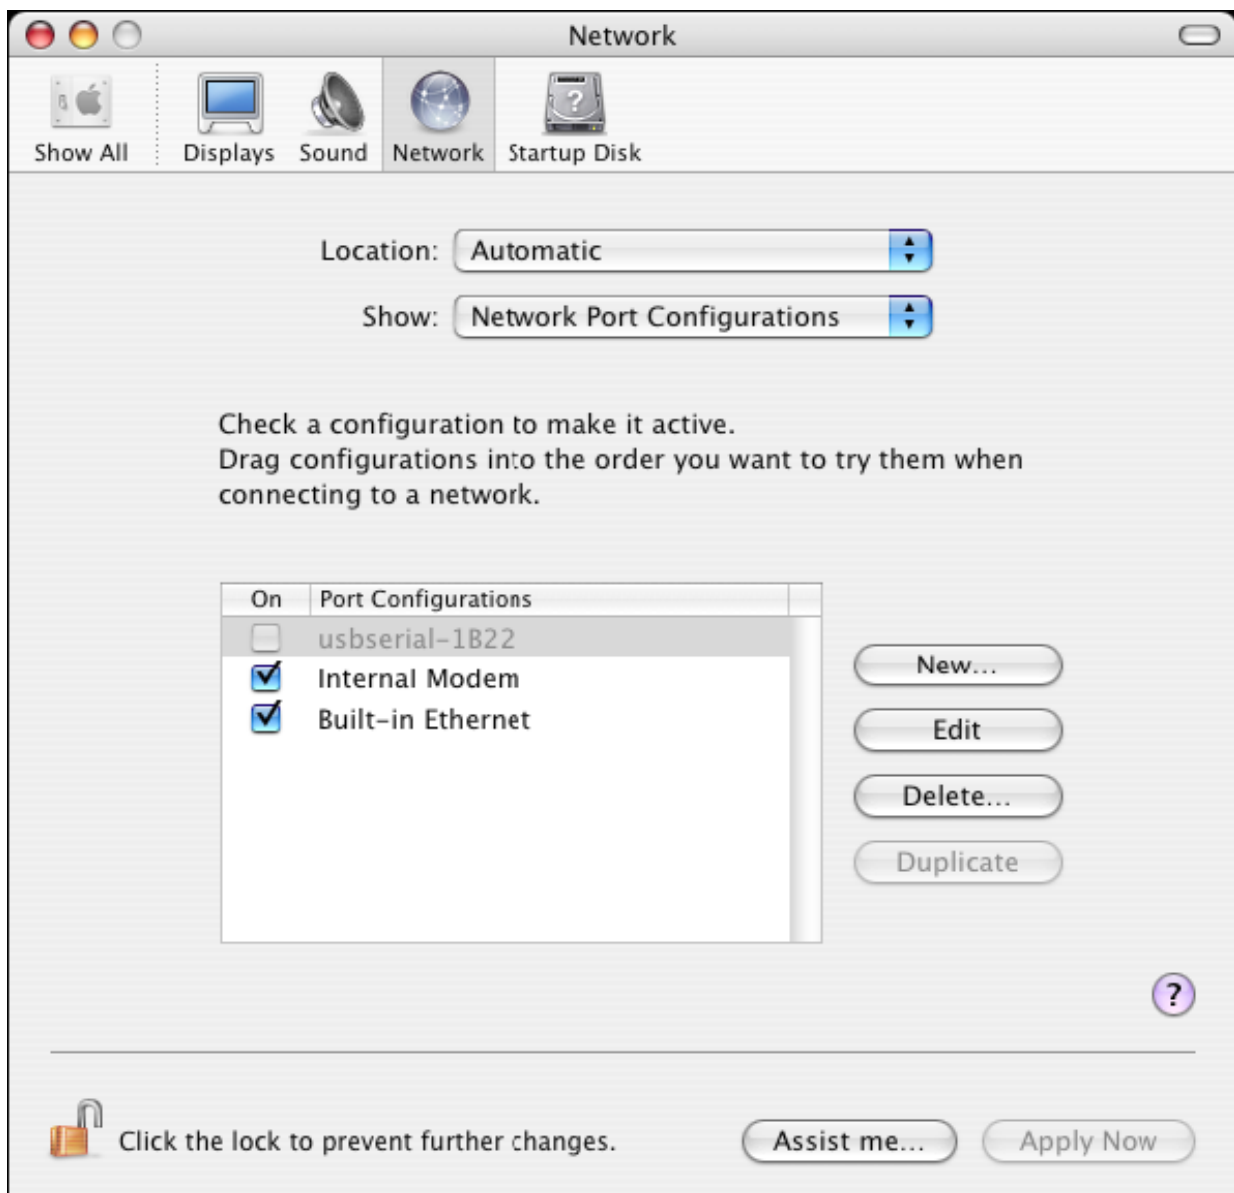 Network
Show All
Displays
Sound
Network
Startup Disk
Location: Automatic
Show: Network Port Configurations
Check a configuration to make it active.
Drag configurations into the order you want to try them when
connecting to a network.
On Port Configurations
usbserial-1B22
Internal Modem
Built-in Ethernet
New...
Edit
Delete...
Duplicate
?
Click the lock to prevent further changes.
Assist me...
Apply Now